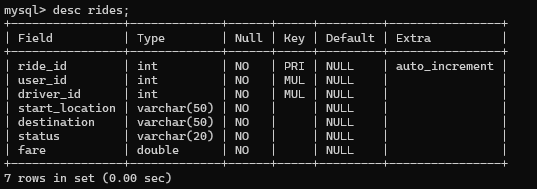 mysql> desc rides;
+----------------+-------------+------+-----+---------+----------------+
| Field          | Type        | Null | Key | Default | Extra          |
+----------------+-------------+------+-----+---------+----------------+
| ride_id        | int         | NO   | PRI | NULL    | auto_increment |
| user_id        | int         | NO   | MUL | NULL    |                |
| driver_id      | int         | NO   | MUL | NULL    |                |
| start_location | varchar(50) | NO   |     | NULL    |                |
| destination    | varchar(50) | NO   |     | NULL    |                |
| status         | varchar(20) | NO   |     | NULL    |                |
| fare           | double      | NO   |     | NULL    |                |
+----------------+-------------+------+-----+---------+----------------+
7 rows in set (0.00 sec)